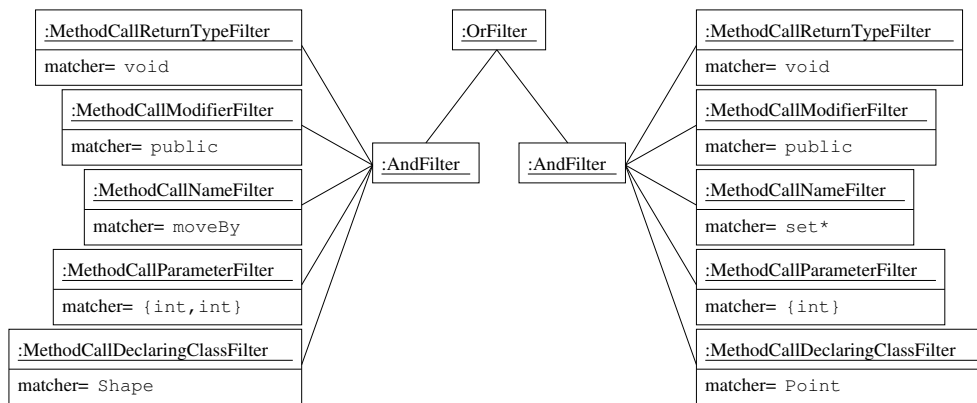 :MethodCallReturnTypeFilter
matcher= void
:MethodCallModifierFilter
matcher= public
:MethodCallNameFilter
matcher= moveBy
:MethodCallParameterFilter
matcher= {int,int}
:MethodCallDeclaringClassFilter
matcher= Shape
:OrFilter
:AndFilter
:AndFilter
:MethodCallReturnTypeFilter
matcher= void
:MethodCallModifierFilter
matcher= public
:MethodCallNameFilter
matcher= set*
:MethodCallParameterFilter
matcher= {int}
:MethodCallDeclaringClassFilter
matcher= Point